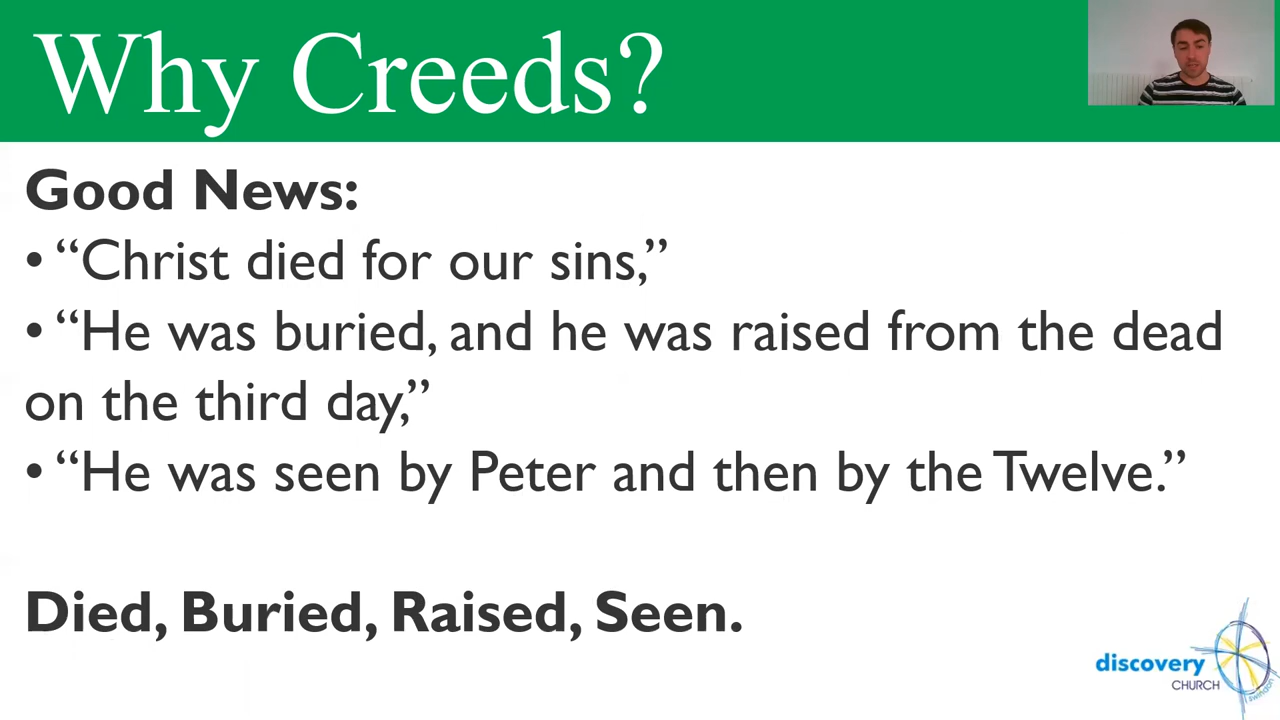 Why Creeds?
Good News:
• “Christ died for our sins,”
• “He was buried, and he was raised from the dead
on the third day,”
• “He was seen by Peter and then by the Twelve.”
Died, Buried, Raised, Seen.
discovery
CHURCH
swindon